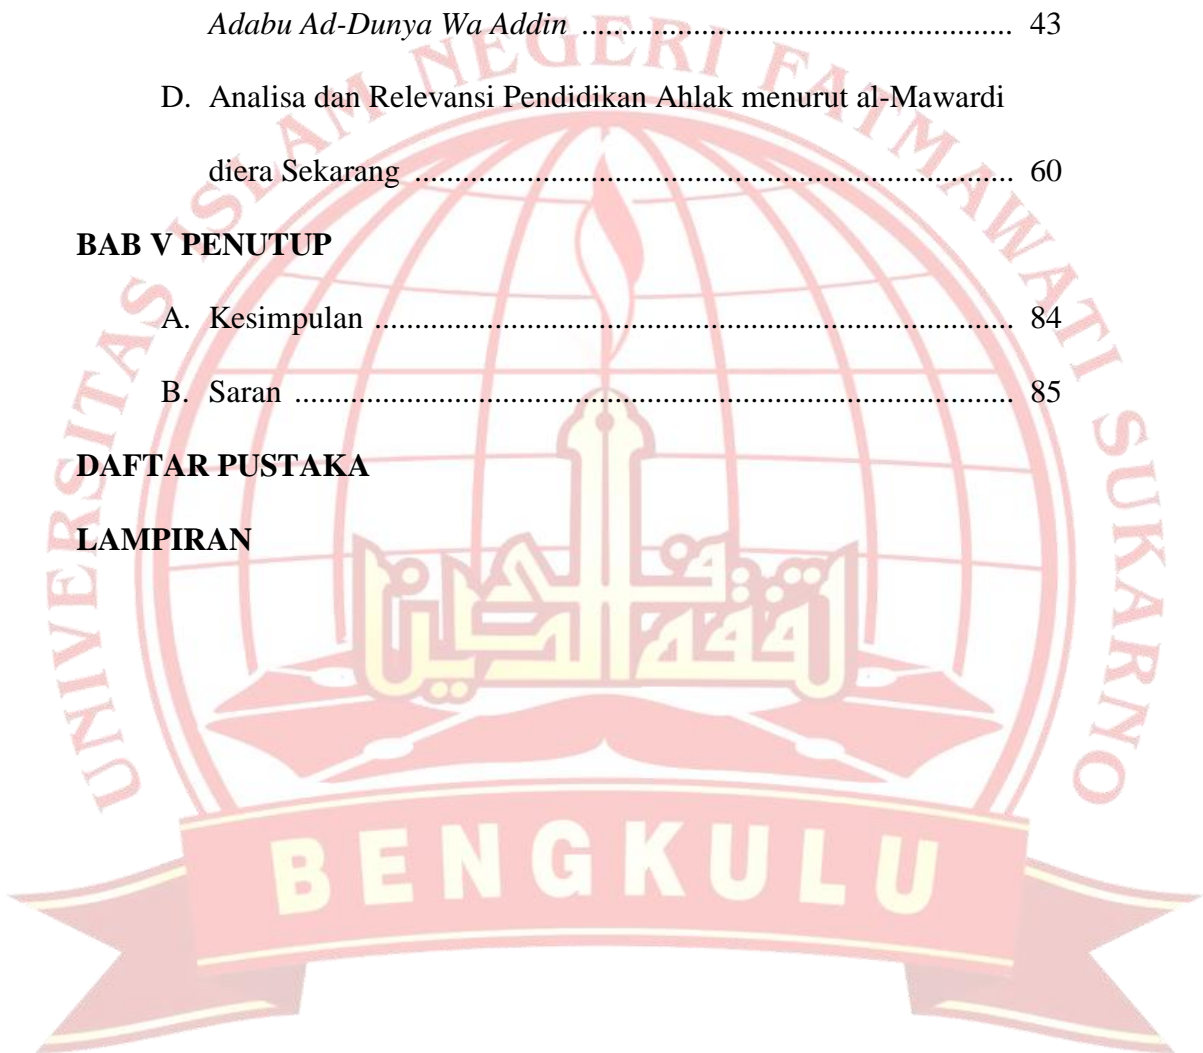 Adabu Ad-Dunya Wa Addin ..................................................... 43
D. Analisa dan Relevansi Pendidikan Ahlak menurut al-Mawardi
diera Sekarang .......................................................................... 60
BAB V PENUTUP
A. Kesimpulan ............................................................................... 84
B. Saran ......................................................................................... 85
DAFTAR PUSTAKA
LAMPIRAN
UNIVERSITAS ISLAM NEGERI FATMAWATI SUKARNO
BENGKULU